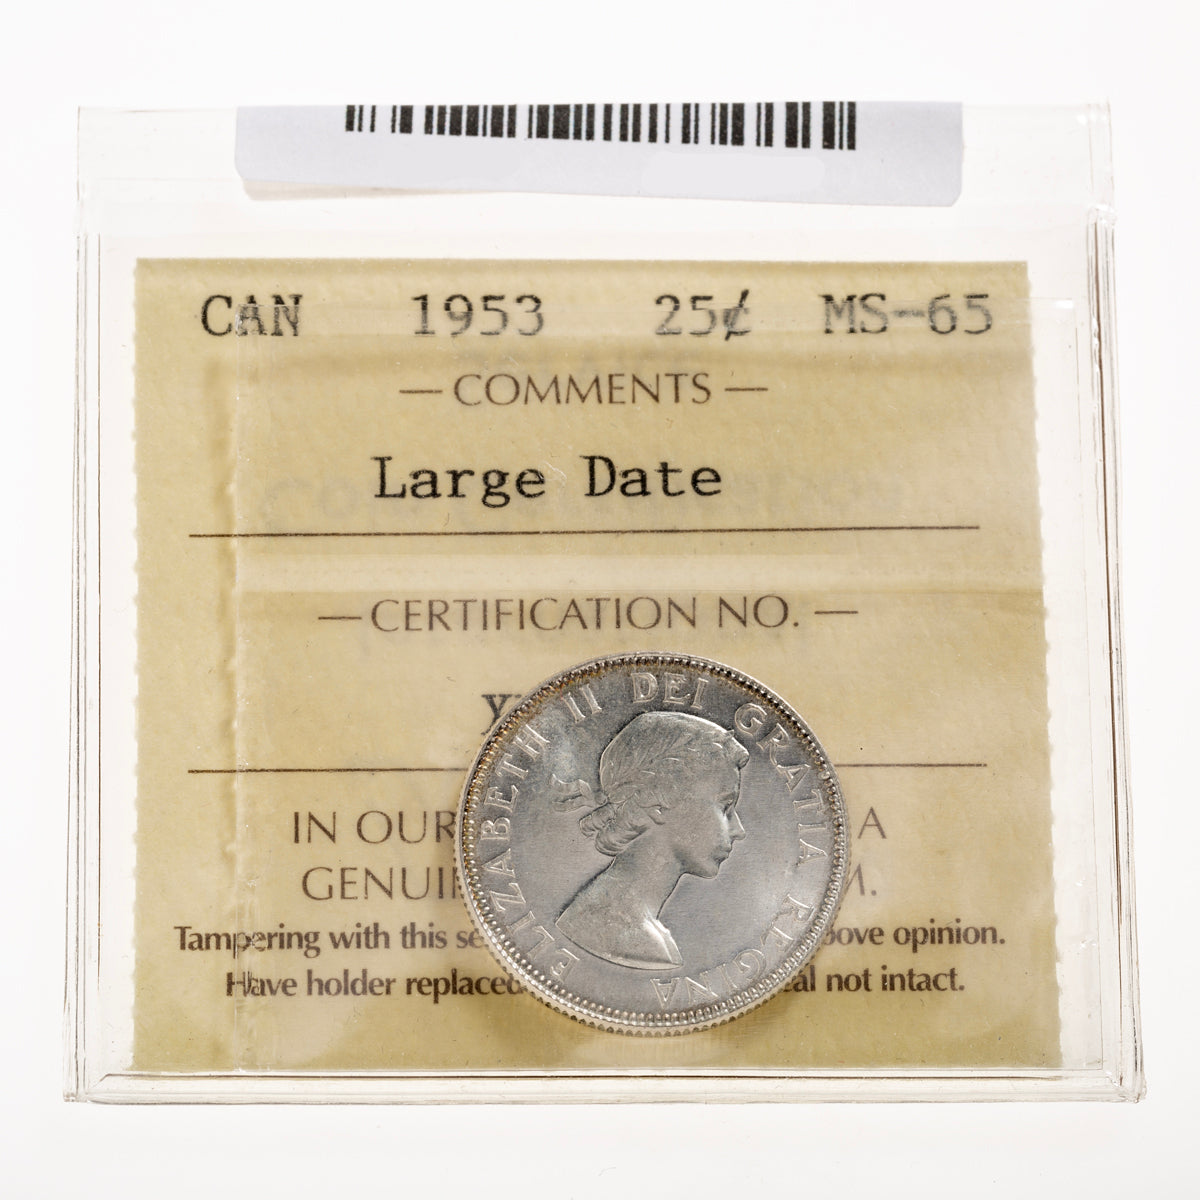 CAN 1953 25¢ MS-65
— COMMENTS —
Large Date
— CERTIFICATION NO. —
IN OUR A
GENUI M.
Tampering with this se bove opinion.
Have holder replaced al not intact.
ELIZABETH II DEI GRATIA REGINA